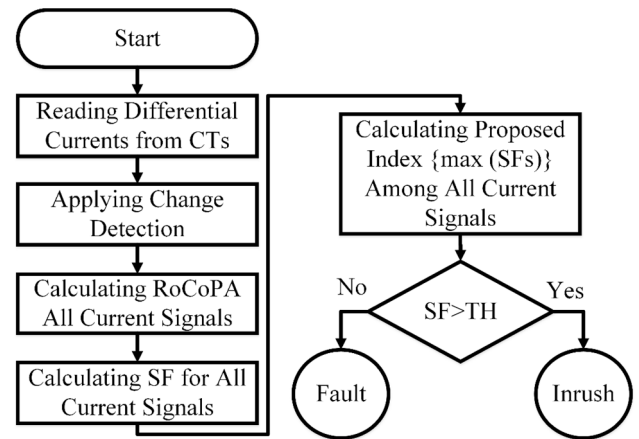 Start
Reading Differential
Currents from CTs
Applying Change
Detection
Calculating RoCoPA
All Current Signals
Calculating SF for All
Current Signals
Calculating Proposed
Index {max (SFs)}
Among All Current
Signals
SF>TH
No
Yes
Fault
Inrush